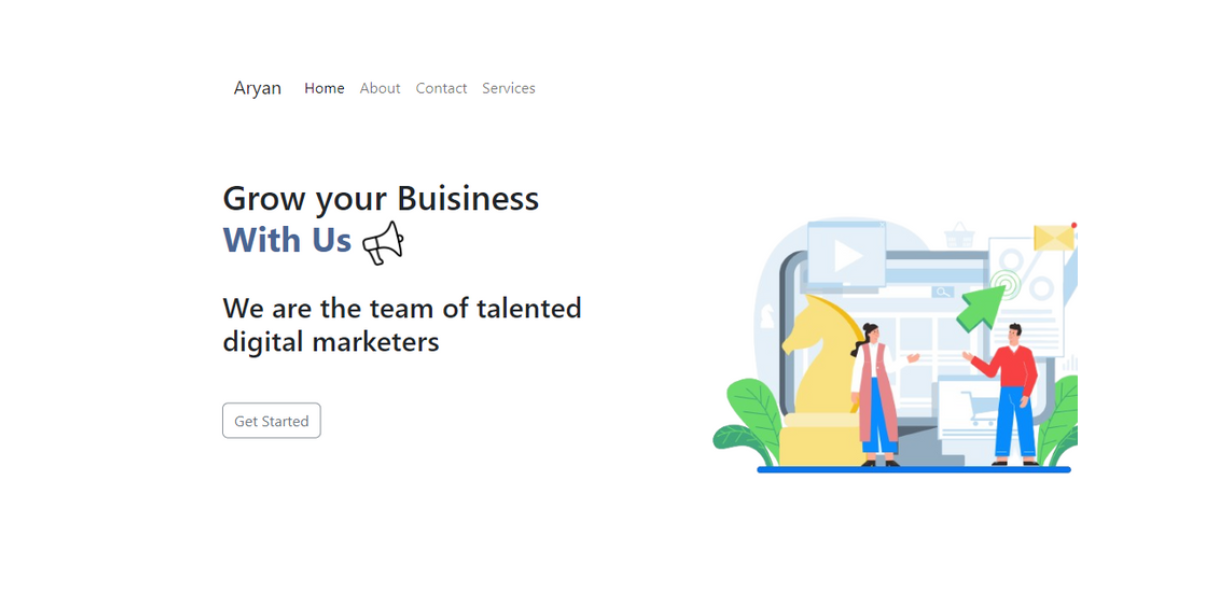 Aryan Home About Contact Services
Grow your Buisiness
With Us
We are the team of talented
digital marketers
Get Started